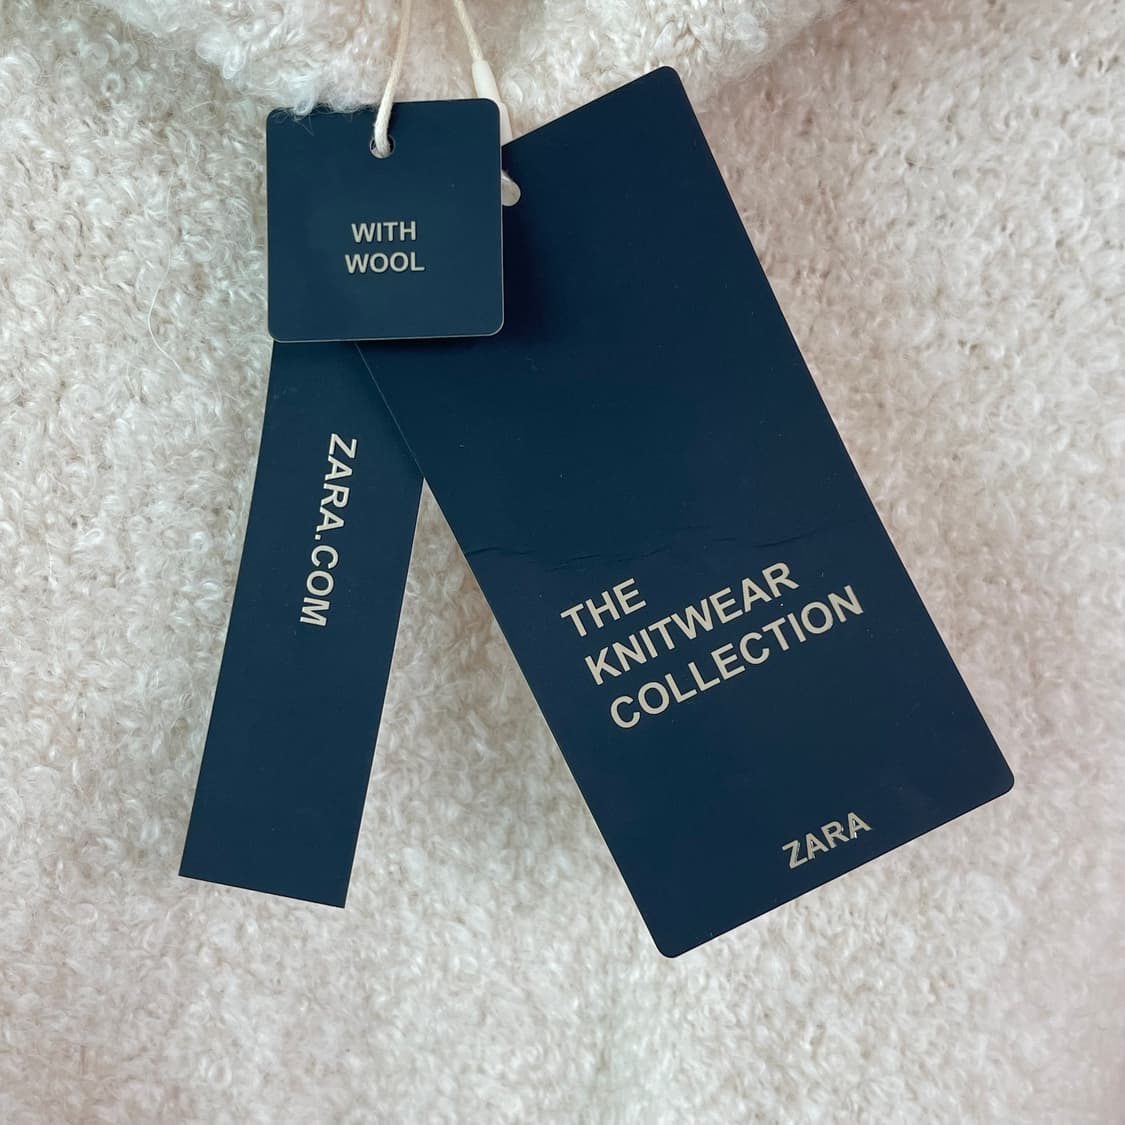 WITH
WOOL
ZARA.COM
THE
KNITWEAR
COLLECTION
ZARA